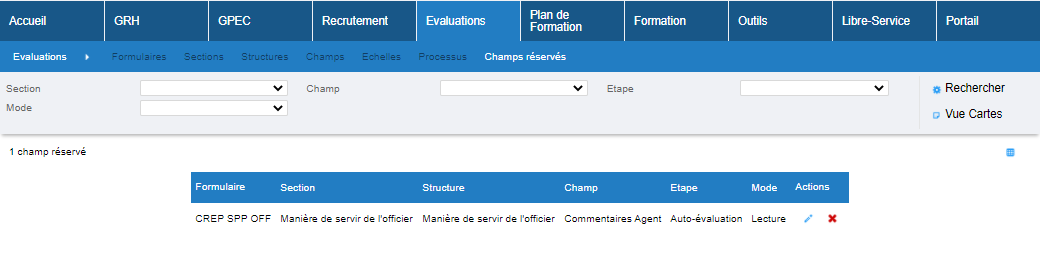 Accueil GRH GPEC Recrutement Evaluations Plan de Formation Formation Outils Libre-Service Portail
Evaluations Formulaires Sections Structures Champs Echelles Processus Champs réservés
Section Champ Etape Rechercher
Mode Vue Cartes
1 champ réservé
Formulaire Section Structure Champ Etape Mode Actions
CREP SPP OFF Manière de servir de l'officier Manière de servir de l'officier Commentaires Agent Auto-évaluation Lecture